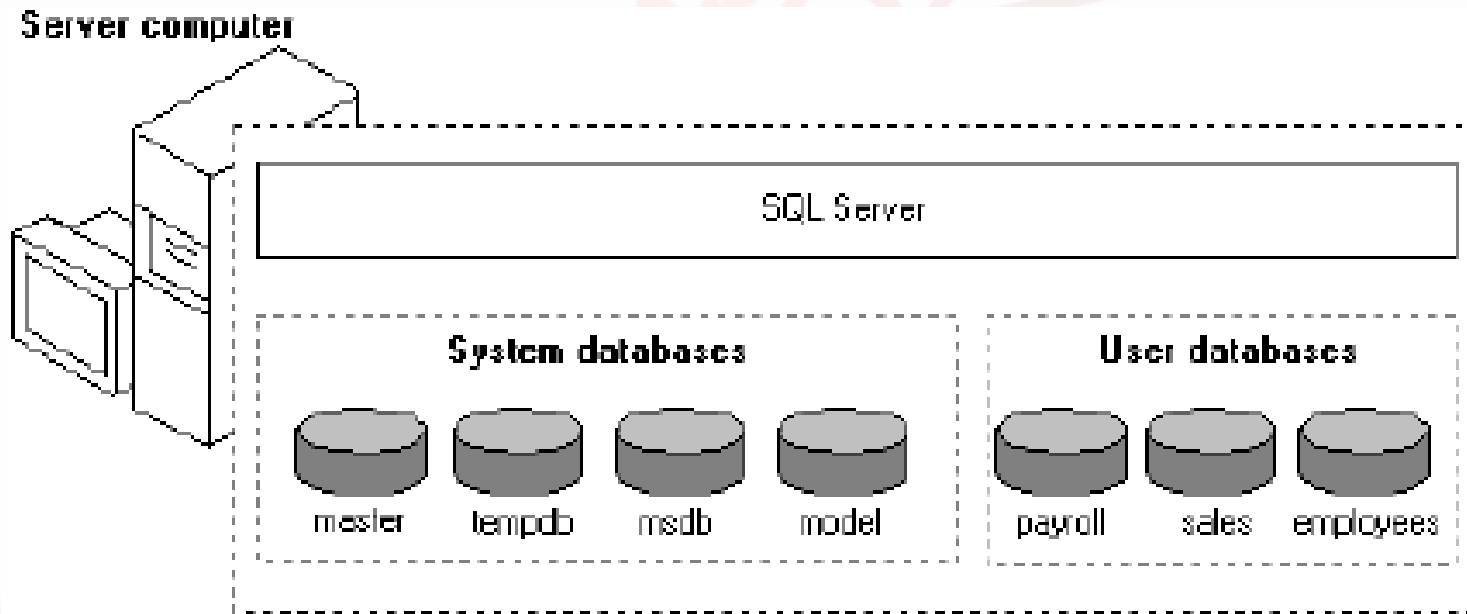 Server computer
SQL Server
System databases
User databases
master
tempdb
msdb
model
payroll
sales
employees